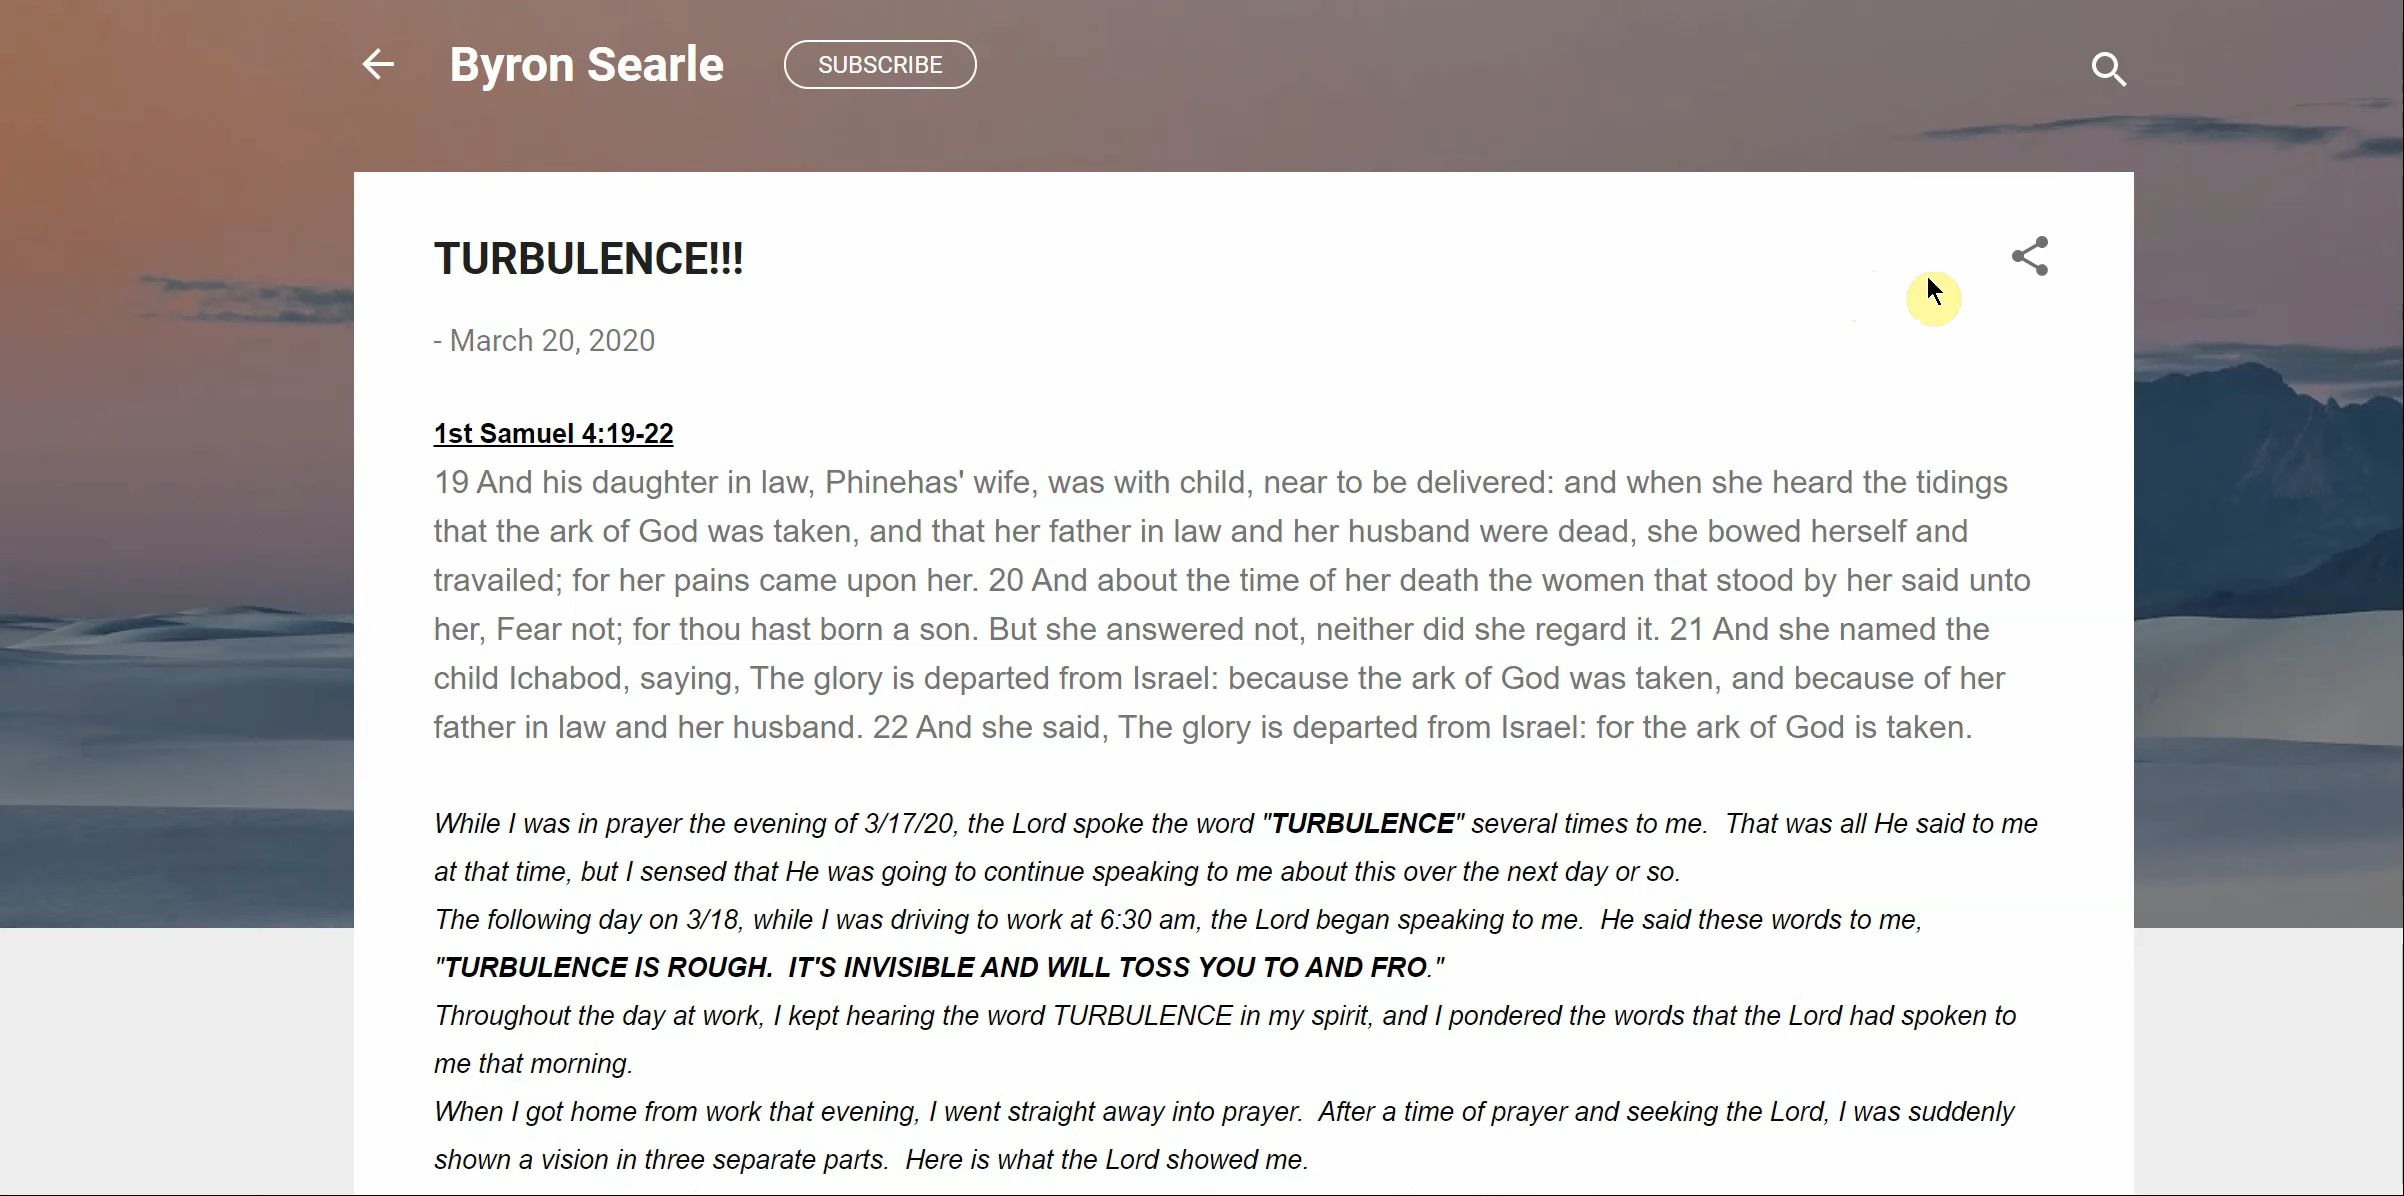 Byron Searle
SUBSCRIBE
TURBULENCE!!!
- March 20, 2020
1st Samuel 4:19-22
19 And his daughter in law, Phinehas' wife, was with child, near to be delivered: and when she heard the tidings
that the ark of God was taken, and that her father in law and her husband were dead, she bowed herself and
travailed; for her pains came upon her. 20 And about the time of her death the women that stood by her said unto
her, Fear not; for thou hast born a son. But she answered not, neither did she regard it. 21 And she named the
child Ichabod, saying, The glory is departed from Israel: because the ark of God was taken, and because of her
father in law and her husband. 22 And she said, The glory is departed from Israel: for the ark of God is taken.
While I was in prayer the evening of 3/17/20, the Lord spoke the word "TURBULENCE" several times to me.  That was all He said to me
at that time, but I sensed that He was going to continue speaking to me about this over the next day or so.
The following day on 3/18, while I was driving to work at 6:30 am, the Lord began speaking to me.  He said these words to me,
"TURBULENCE IS ROUGH.  IT'S INVISIBLE AND WILL TOSS YOU TO AND FRO."
Throughout the day at work, I kept hearing the word TURBULENCE in my spirit, and I pondered the words that the Lord had spoken to
me that morning.
When I got home from work that evening, I went straight away into prayer.  After a time of prayer and seeking the Lord, I was suddenly
shown a vision in three separate parts.  Here is what the Lord showed me.